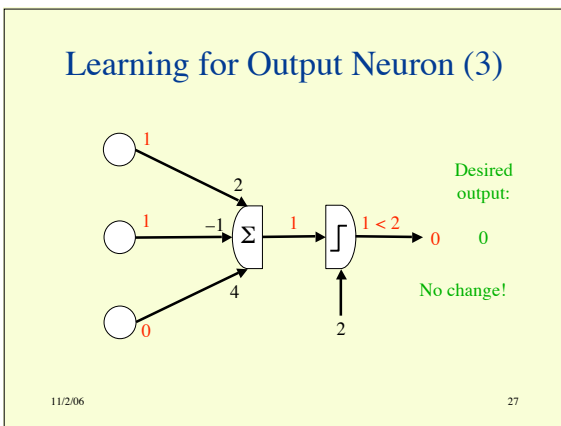 Learning for Output Neuron (3)
1
2
Desired
output:
1
–1
Σ
1
1 < 2
0
0
4
No change!
0
2
11/2/06
27